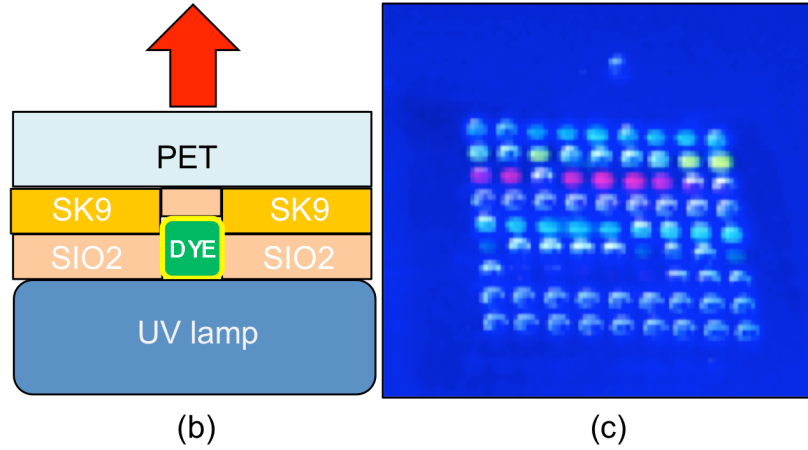 PET
SK9 SK9
DYE
SIO2 SIO2
UV lamp
(b) (c)